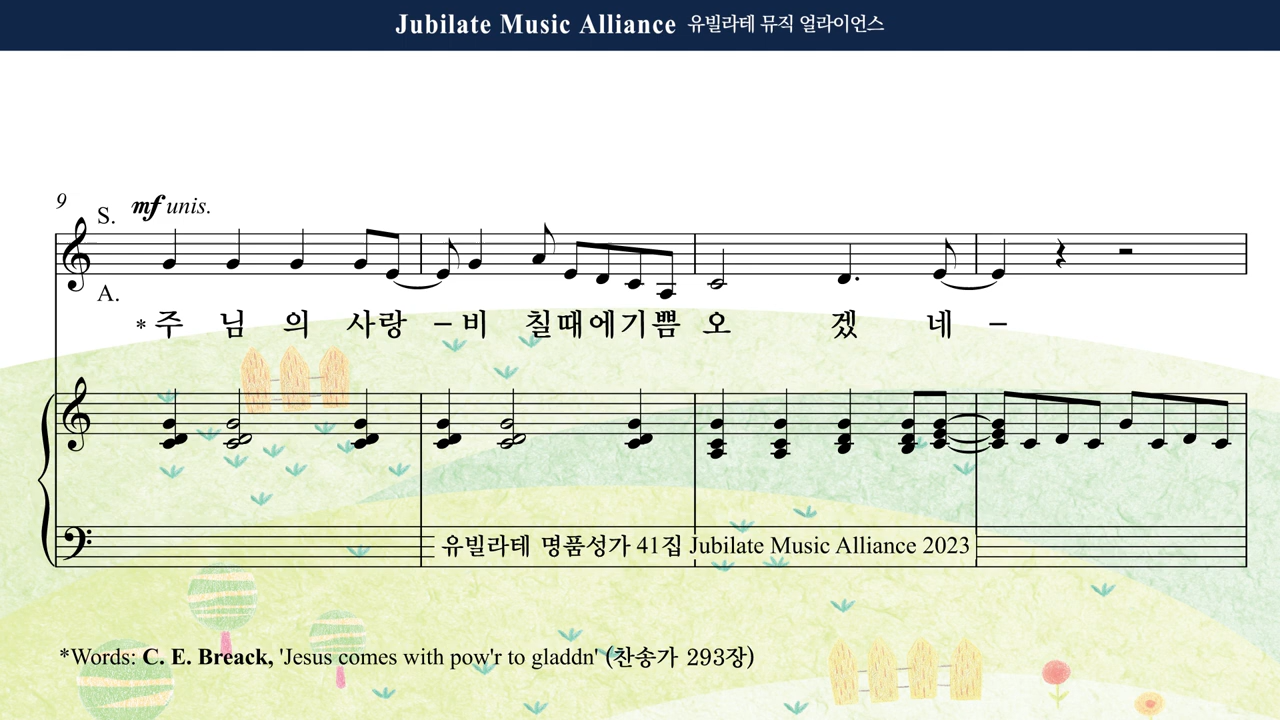 Jubilate Music Alliance 유빌라테 뮤직 얼라이언스
9
S. mf unis.
A.
*주 님 의 사랑 – 비 칠때에기쁨 오 겠 네 –
유빌라테 명품성가 41집 Jubilate Music Alliance 2023
*Words: C. E. Breack, 'Jesus comes with pow'r to gladdn' (찬송가 293장)